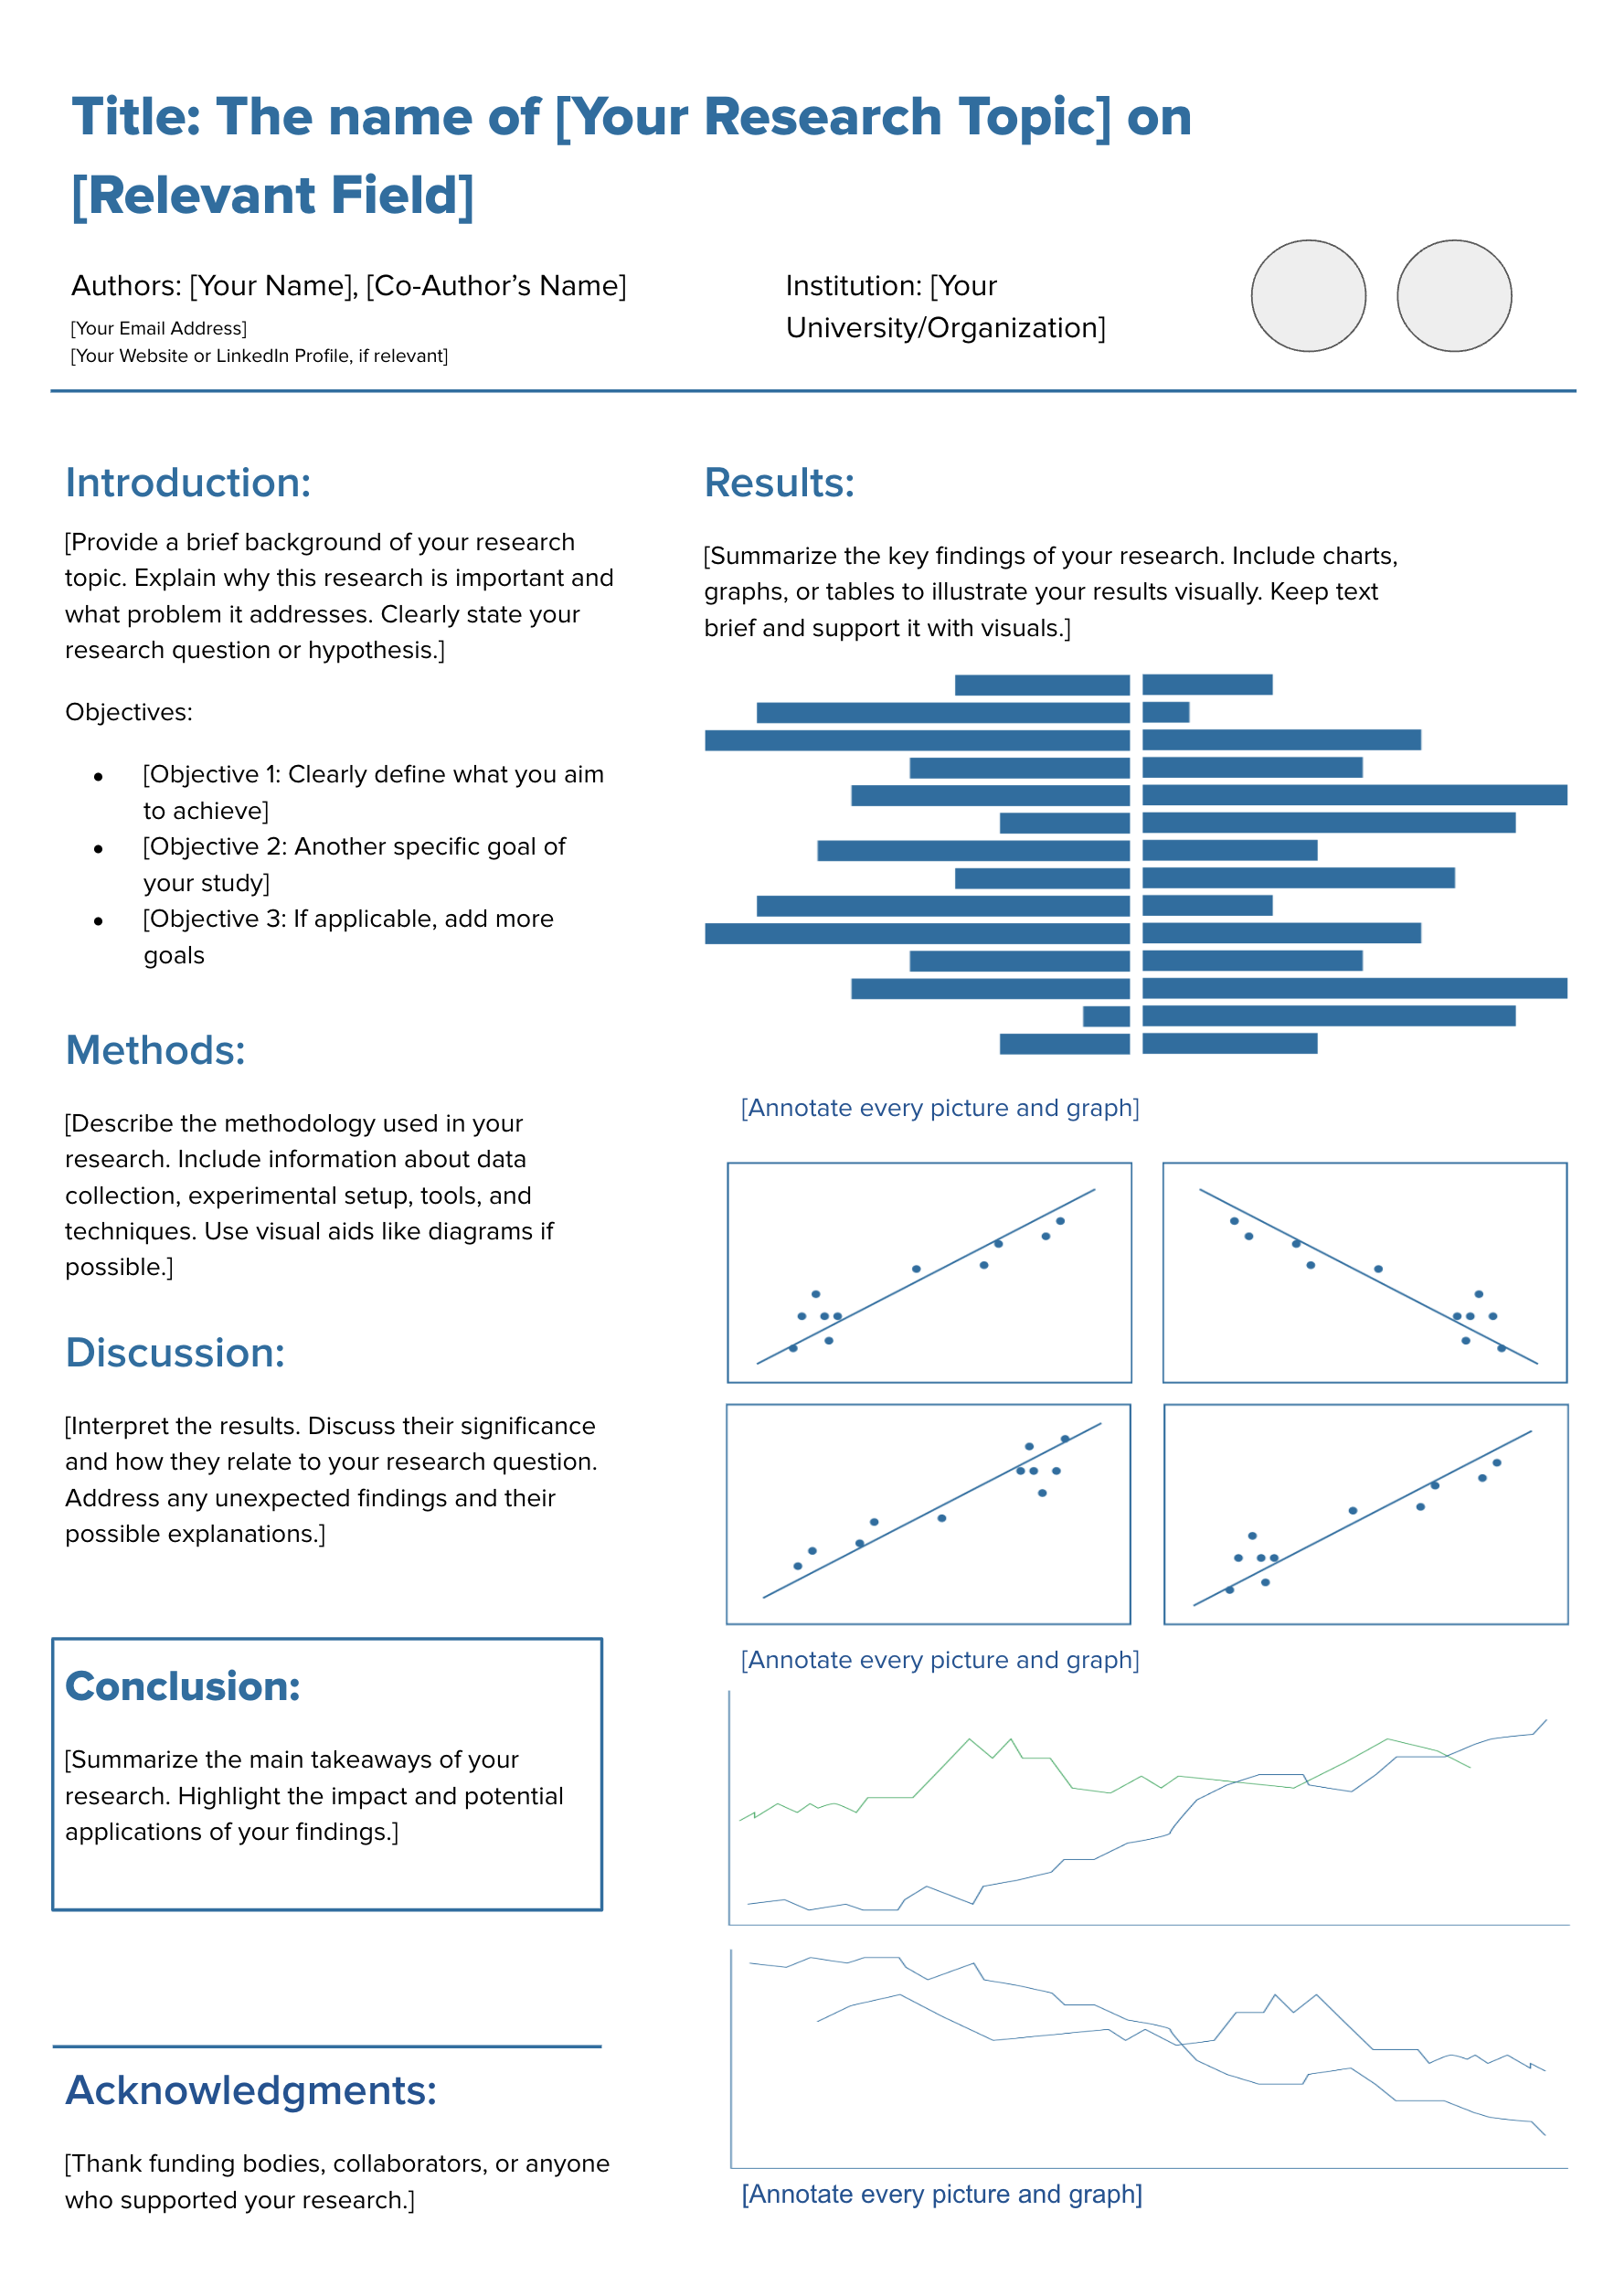 Title: The name of [Your Research Topic] on
[Relevant Field]
Authors: [Your Name], [Co-Author’s Name]
[Your Email Address]
[Your Website or LinkedIn Profile, if relevant]
Institution: [Your
University/Organization]
Introduction:
[Provide a brief background of your research
topic. Explain why this research is important and
what problem it addresses. Clearly state your
research question or hypothesis.]
Objectives:
● [Objective 1: Clearly define what you aim
to achieve]
● [Objective 2: Another specific goal of
your study]
● [Objective 3: If applicable, add more
goals
Methods:
[Describe the methodology used in your
research. Include information about data
collection, experimental setup, tools, and
techniques. Use visual aids like diagrams if
possible.]
Discussion:
[Interpret the results. Discuss their significance
and how they relate to your research question.
Address any unexpected findings and their
possible explanations.]
Conclusion:
[Summarize the main takeaways of your
research. Highlight the impact and potential
applications of your findings.]
Acknowledgments:
[Thank funding bodies, collaborators, or anyone
who supported your research.]
Results:
[Summarize the key findings of your research. Include charts,
graphs, or tables to illustrate your results visually. Keep text
brief and support it with visuals.]
[Annotate every picture and graph]
[Annotate every picture and graph]
[Annotate every picture and graph]